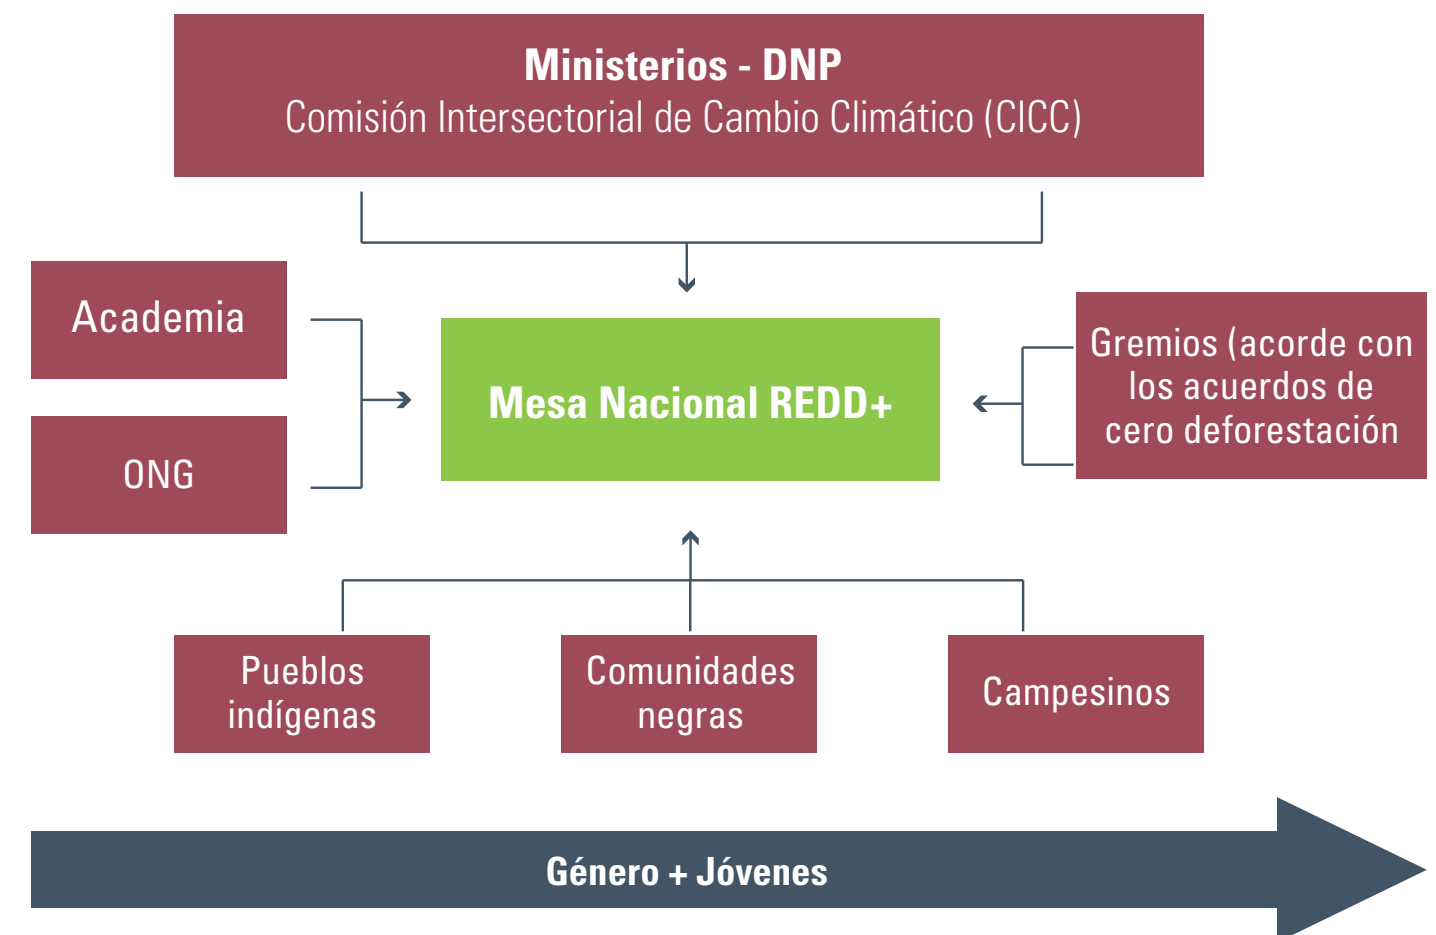 Ministerios - DNP
Comisión Intersectorial de Cambio Climático (CICC)
Academia
ONG
Mesa Nacional REDD+
Gremios (acorde con
los acuerdos de
cero deforestación
Pueblos
indígenas
Comunidades
negras
Campesinos
Género + Jóvenes